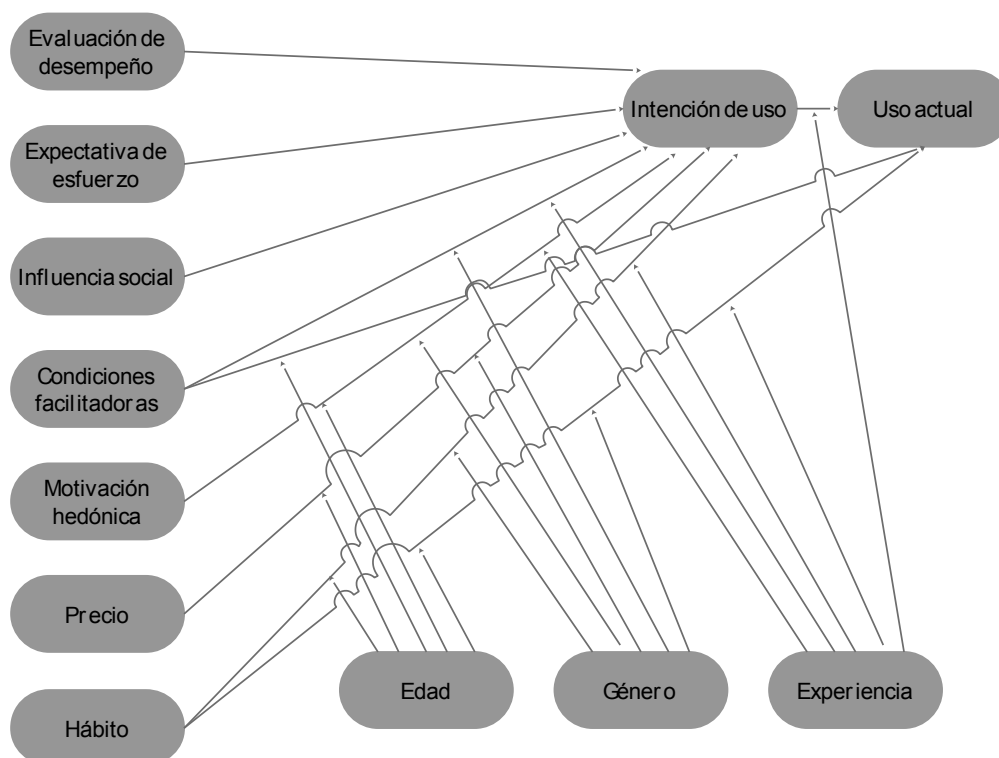 Evaluación de
desempeño
Expectativa de
esfuerzo
Influencia social
Condiciones
facilitadoras
Motivación
hedónica
Precio
Hábito
Intención de uso
Uso actual
Edad
Género
Experiencia